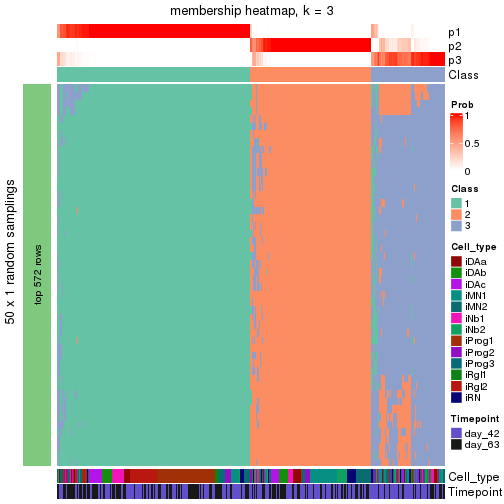 membership heatmap, k = 3
p1
p2
p3
Class
50 x 1 random samplings
top 572 rows
Prob
1
0.5
0
Class
1
2
3
Cell_type
iDAa
iDAb
iDAc
iMN1
iMN2
iNb1
iNb2
iProg1
iProg2
iProg3
iRgl1
iRgl2
iRN
Timepoint
day_42
day_63
Cell_type
Timepoint